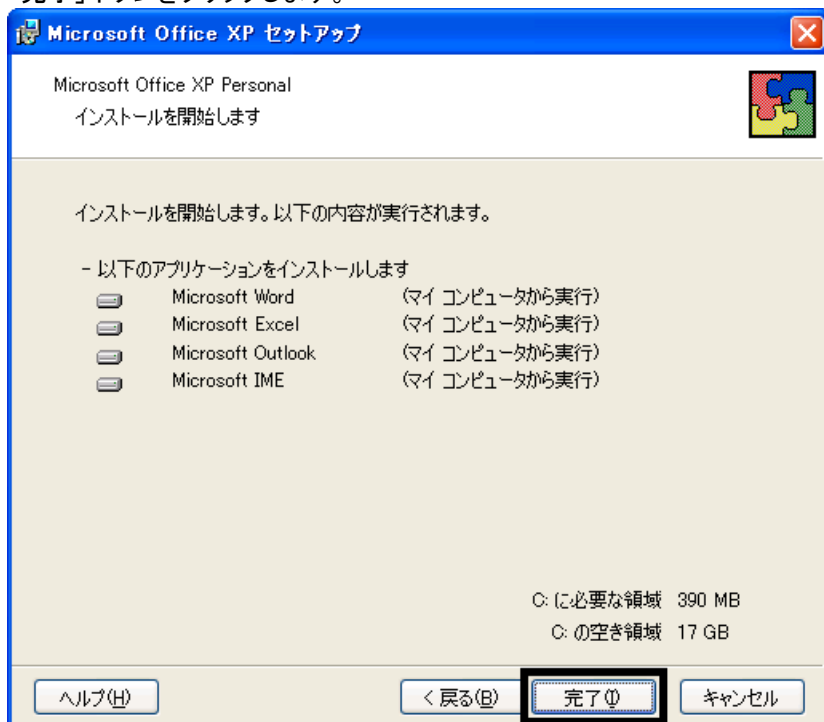 Microsoft Office XP セットアップ
Microsoft Office XP Personal
インストールを開始します
インストールを開始します。以下の内容が実行されます。
- 以下のアプリケーションをインストールします
Microsoft Word (マイ コンピュータから実行)
Microsoft Excel (マイ コンピュータから実行)
Microsoft Outlook (マイ コンピュータから実行)
Microsoft IME (マイ コンピュータから実行)
C: に必要な領域 390 MB
C: の空き領域 17 GB
ヘルプ(H) < 戻る(B) 完了(I) キャンセル